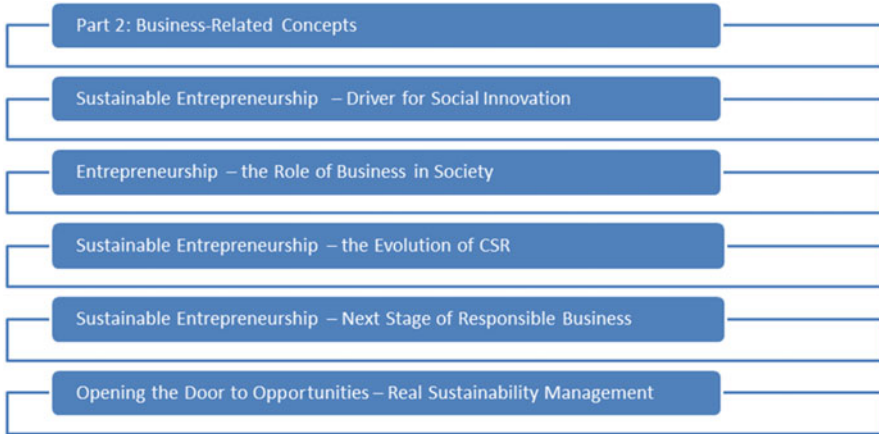 Part 2: Business-Related Concepts
Sustainable Entrepreneurship – Driver for Social Innovation
Entrepreneurship – the Role of Business in Society
Sustainable Entrepreneurship – the Evolution of CSR
Sustainable Entrepreneurship – Next Stage of Responsible Business
Opening the Door to Opportunities – Real Sustainability Management